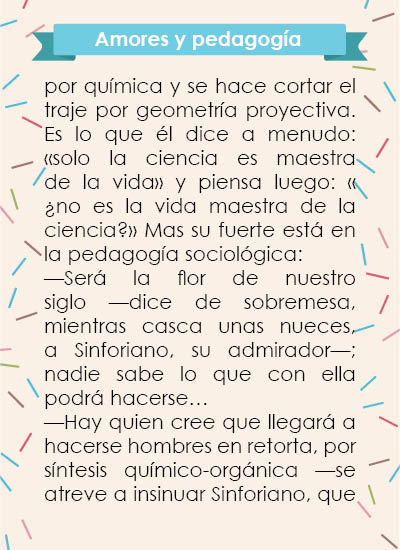 Amores y pedagogía
por química y se hace cortar el
traje por geometría proyectiva.
Es lo que él dice a menudo:
«solo la ciencia es maestra
de la vida» y piensa luego: «
¿no es la vida maestra de la
ciencia?» Mas su fuerte está en
la pedagogía sociológica:
—Será la flor de nuestro
siglo —dice de sobremesa,
mientras casca unas nueces,
a Sinforiano, su admirador—;
nadie sabe lo que con ella
podrá hacerse…
—Hay quien cree que llegará a
hacerse hombres en retorta, por
síntesis químico-orgánica —se
atreve a insinuar Sinforiano, que